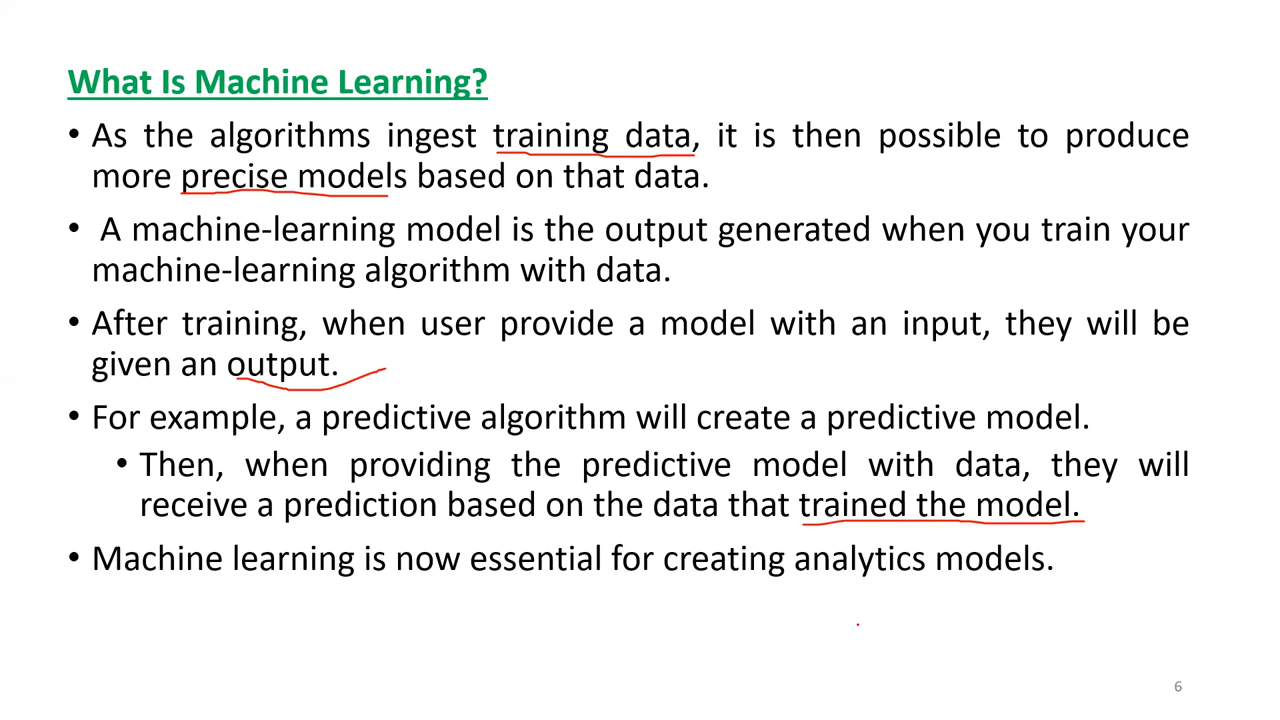 What Is Machine Learning?
• As the algorithms ingest training data, it is then possible to produce
more precise models based on that data.
• A machine-learning model is the output generated when you train your
machine-learning algorithm with data.
• After training, when user provide a model with an input, they will be
given an output.
• For example, a predictive algorithm will create a predictive model.
• Then, when providing the predictive model with data, they will
receive a prediction based on the data that trained the model.
• Machine learning is now essential for creating analytics models.
6